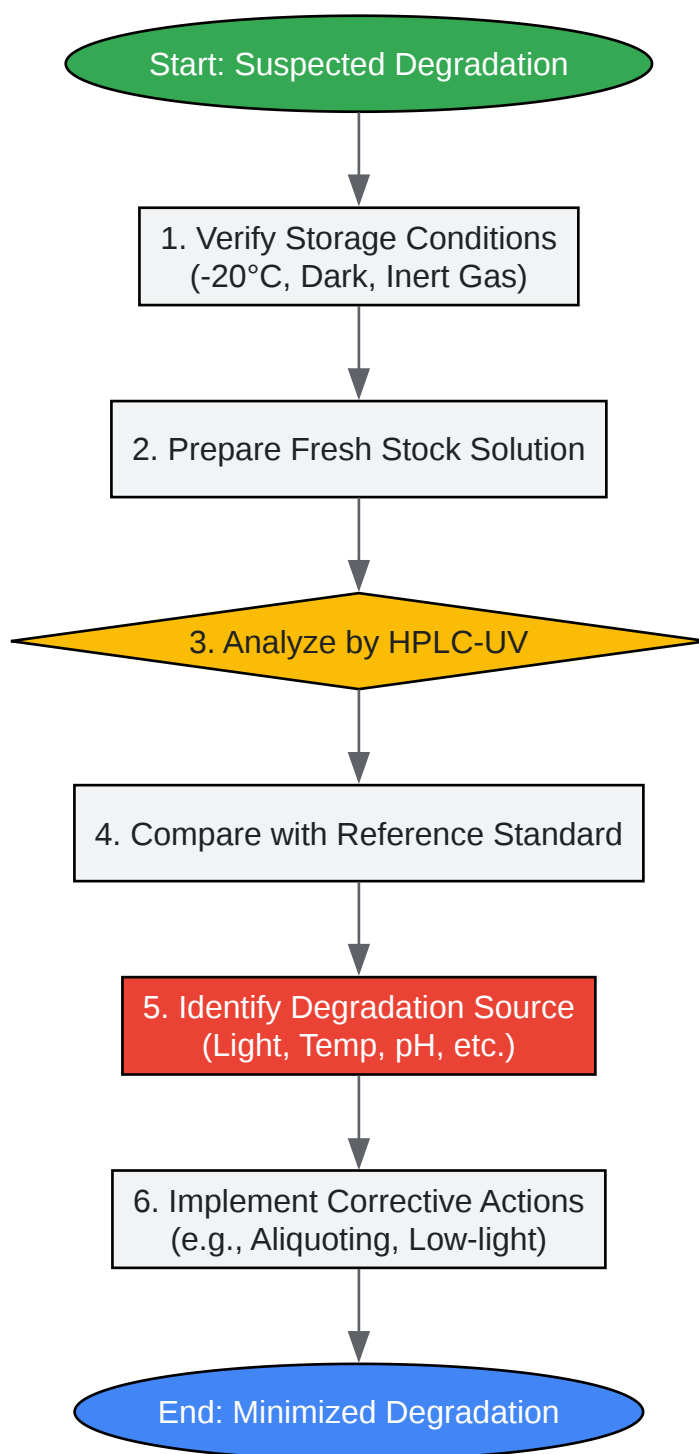 Start: Suspected Degradation
1. Verify Storage Conditions
(-20°C, Dark, Inert Gas)
2. Prepare Fresh Stock Solution
3. Analyze by HPLC-UV
4. Compare with Reference Standard
5. Identify Degradation Source
(Light, Temp, pH, etc.)
6. Implement Corrective Actions
(e.g., Aliquoting, Low-light)
End: Minimized Degradation